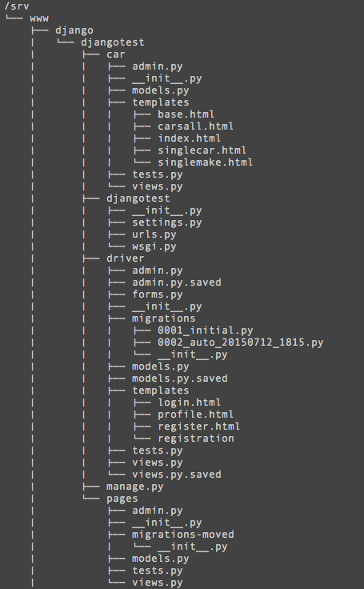 /srv
└── www
    ├── django
    |   └── djangotest
    |       ├── car
    |       |   ├── admin.py
    |       |   ├── __init__.py
    |       |   ├── models.py
    |       |   ├── templates
    |       |   |   ├── base.html
    |       |   |   ├── carsall.html
    |       |   |   ├── index.html
    |       |   |   ├── singlecar.html
    |       |   |   └── singlemake.html
    |       |   ├── tests.py
    |       |   └── views.py
    |       ├── djangotest
    |       |   ├── __init__.py
    |       |   ├── settings.py
    |       |   ├── urls.py
    |       |   └── wsgi.py
    |       ├── driver
    |       |   ├── admin.py
    |       |   ├── admin.py.saved
    |       |   ├── forms.py
    |       |   ├── __init__.py
    |       |   ├── migrations
    |       |   |   ├── 0001_initial.py
    |       |   |   ├── 0002_auto_20150712_1815.py
    |       |   |   └── __init__.py
    |       |   ├── models.py
    |       |   ├── models.py.saved
    |       |   ├── templates
    |       |   |   ├── login.html
    |       |   |   ├── profile.html
    |       |   |   ├── register.html
    |       |   |   └── registration
    |       |   ├── tests.py
    |       |   ├── views.py
    |       |   └── views.py.saved
    |       ├── manage.py
    |       └── pages
    |           ├── admin.py
    |           ├── __init__.py
    |           ├── migrations-moved
    |           |   └── __init__.py
    |           ├── models.py
    |           ├── tests.py
    |           └── views.py